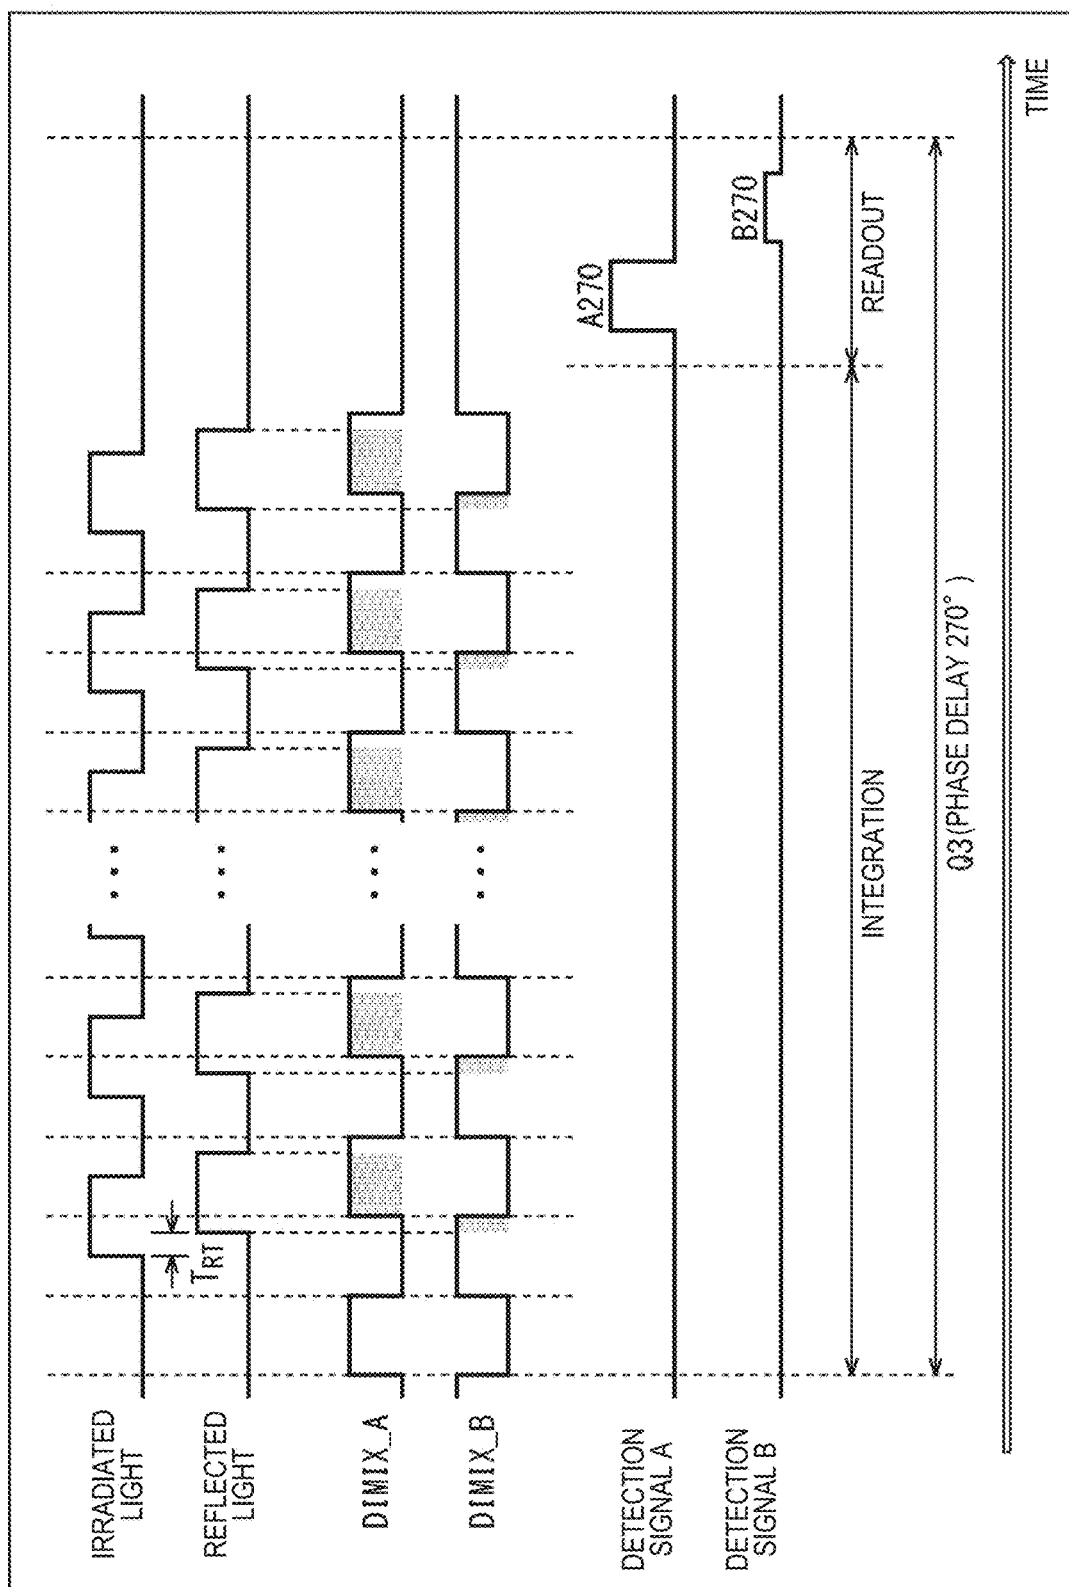 IRRADIATED
LIGHT
TRT
REFLECTED
LIGHT
DIMIX_A
DIMIX_B
DETECTION
SIGNAL A
A270
DETECTION
SIGNAL B
B270
INTEGRATION
READOUT
Q3(PHASE DELAY 270°)
TIME